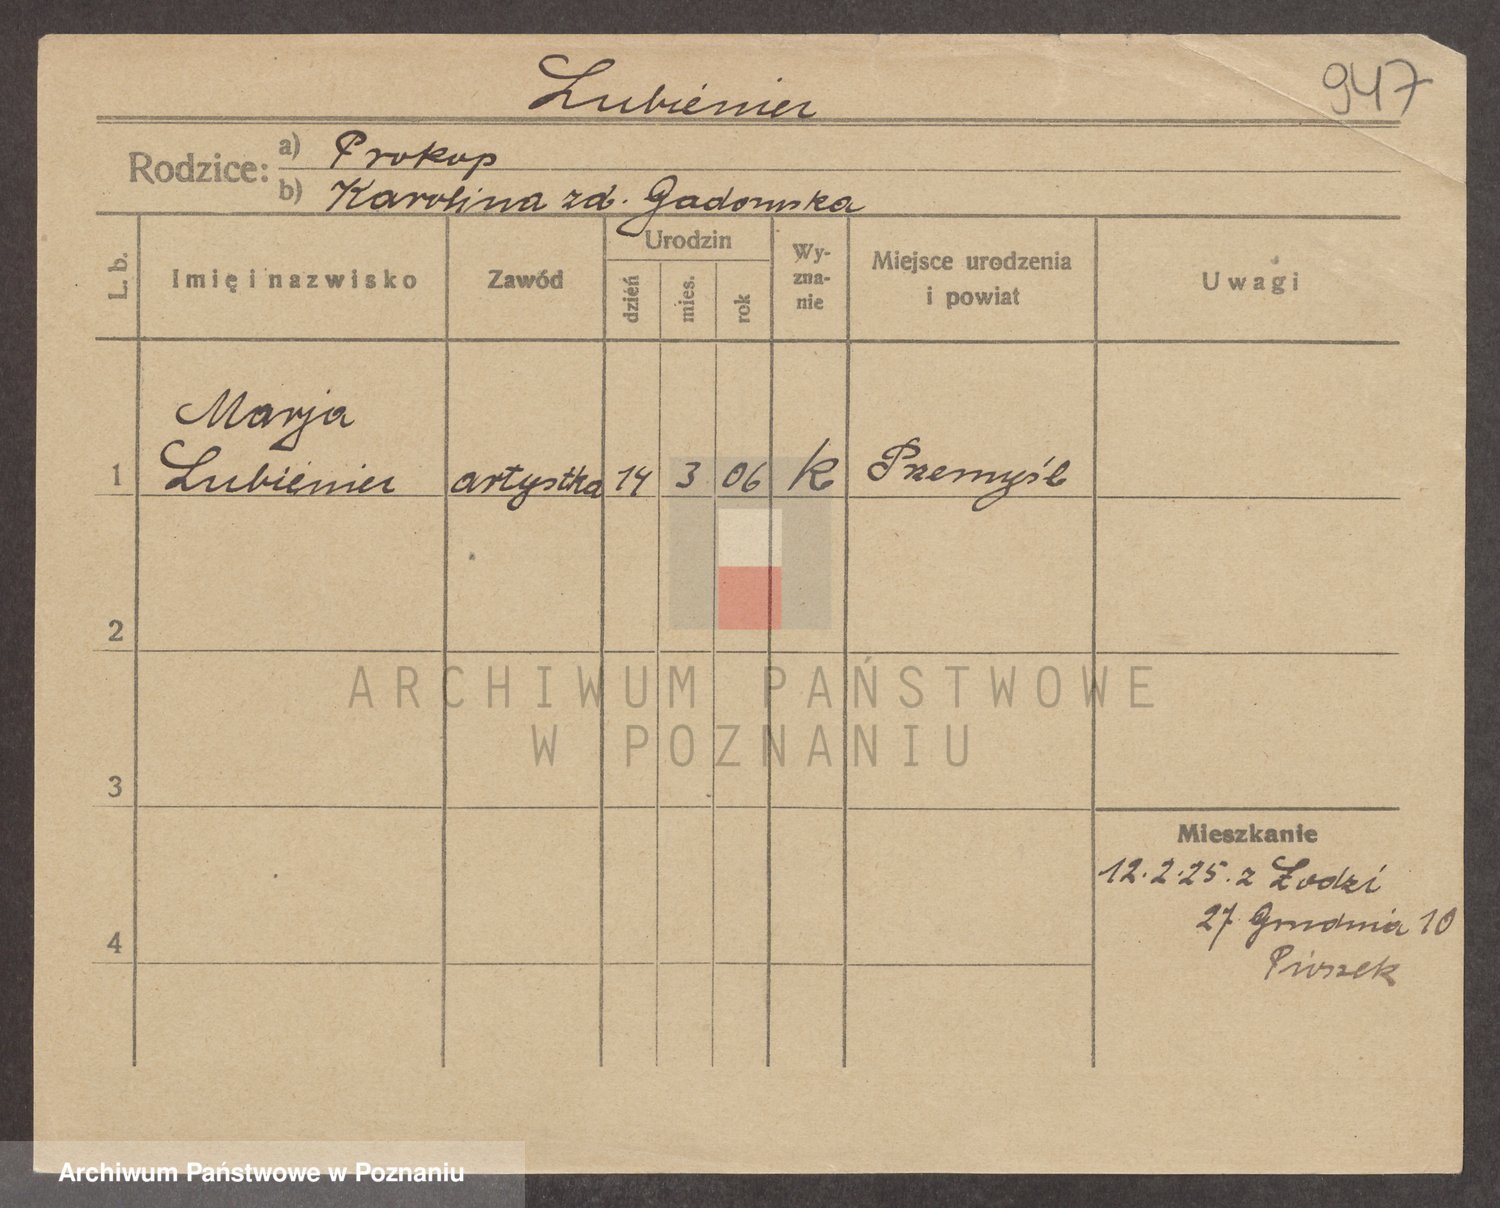 Lubiénier
947
Rodzice:
a) Prokop
b) Karolina zd. Gadomska
L. b.
Imię i nazwisko
Zawód
Urodzin
dzień
mies.
rok
Wy-
zna-
nie
Miejsce urodzenia
i powiat
Uwagi
Marja
1 Lubiénier artystka 14 3 06 k Przemyśl
2
ARCHIWUM PAŃSTWOWE
W POZNANIU
3
Mieszkanie
12.2.25. z Łodzi
27 Grudnia 10
4
Archiwum Państwowe w Poznaniu